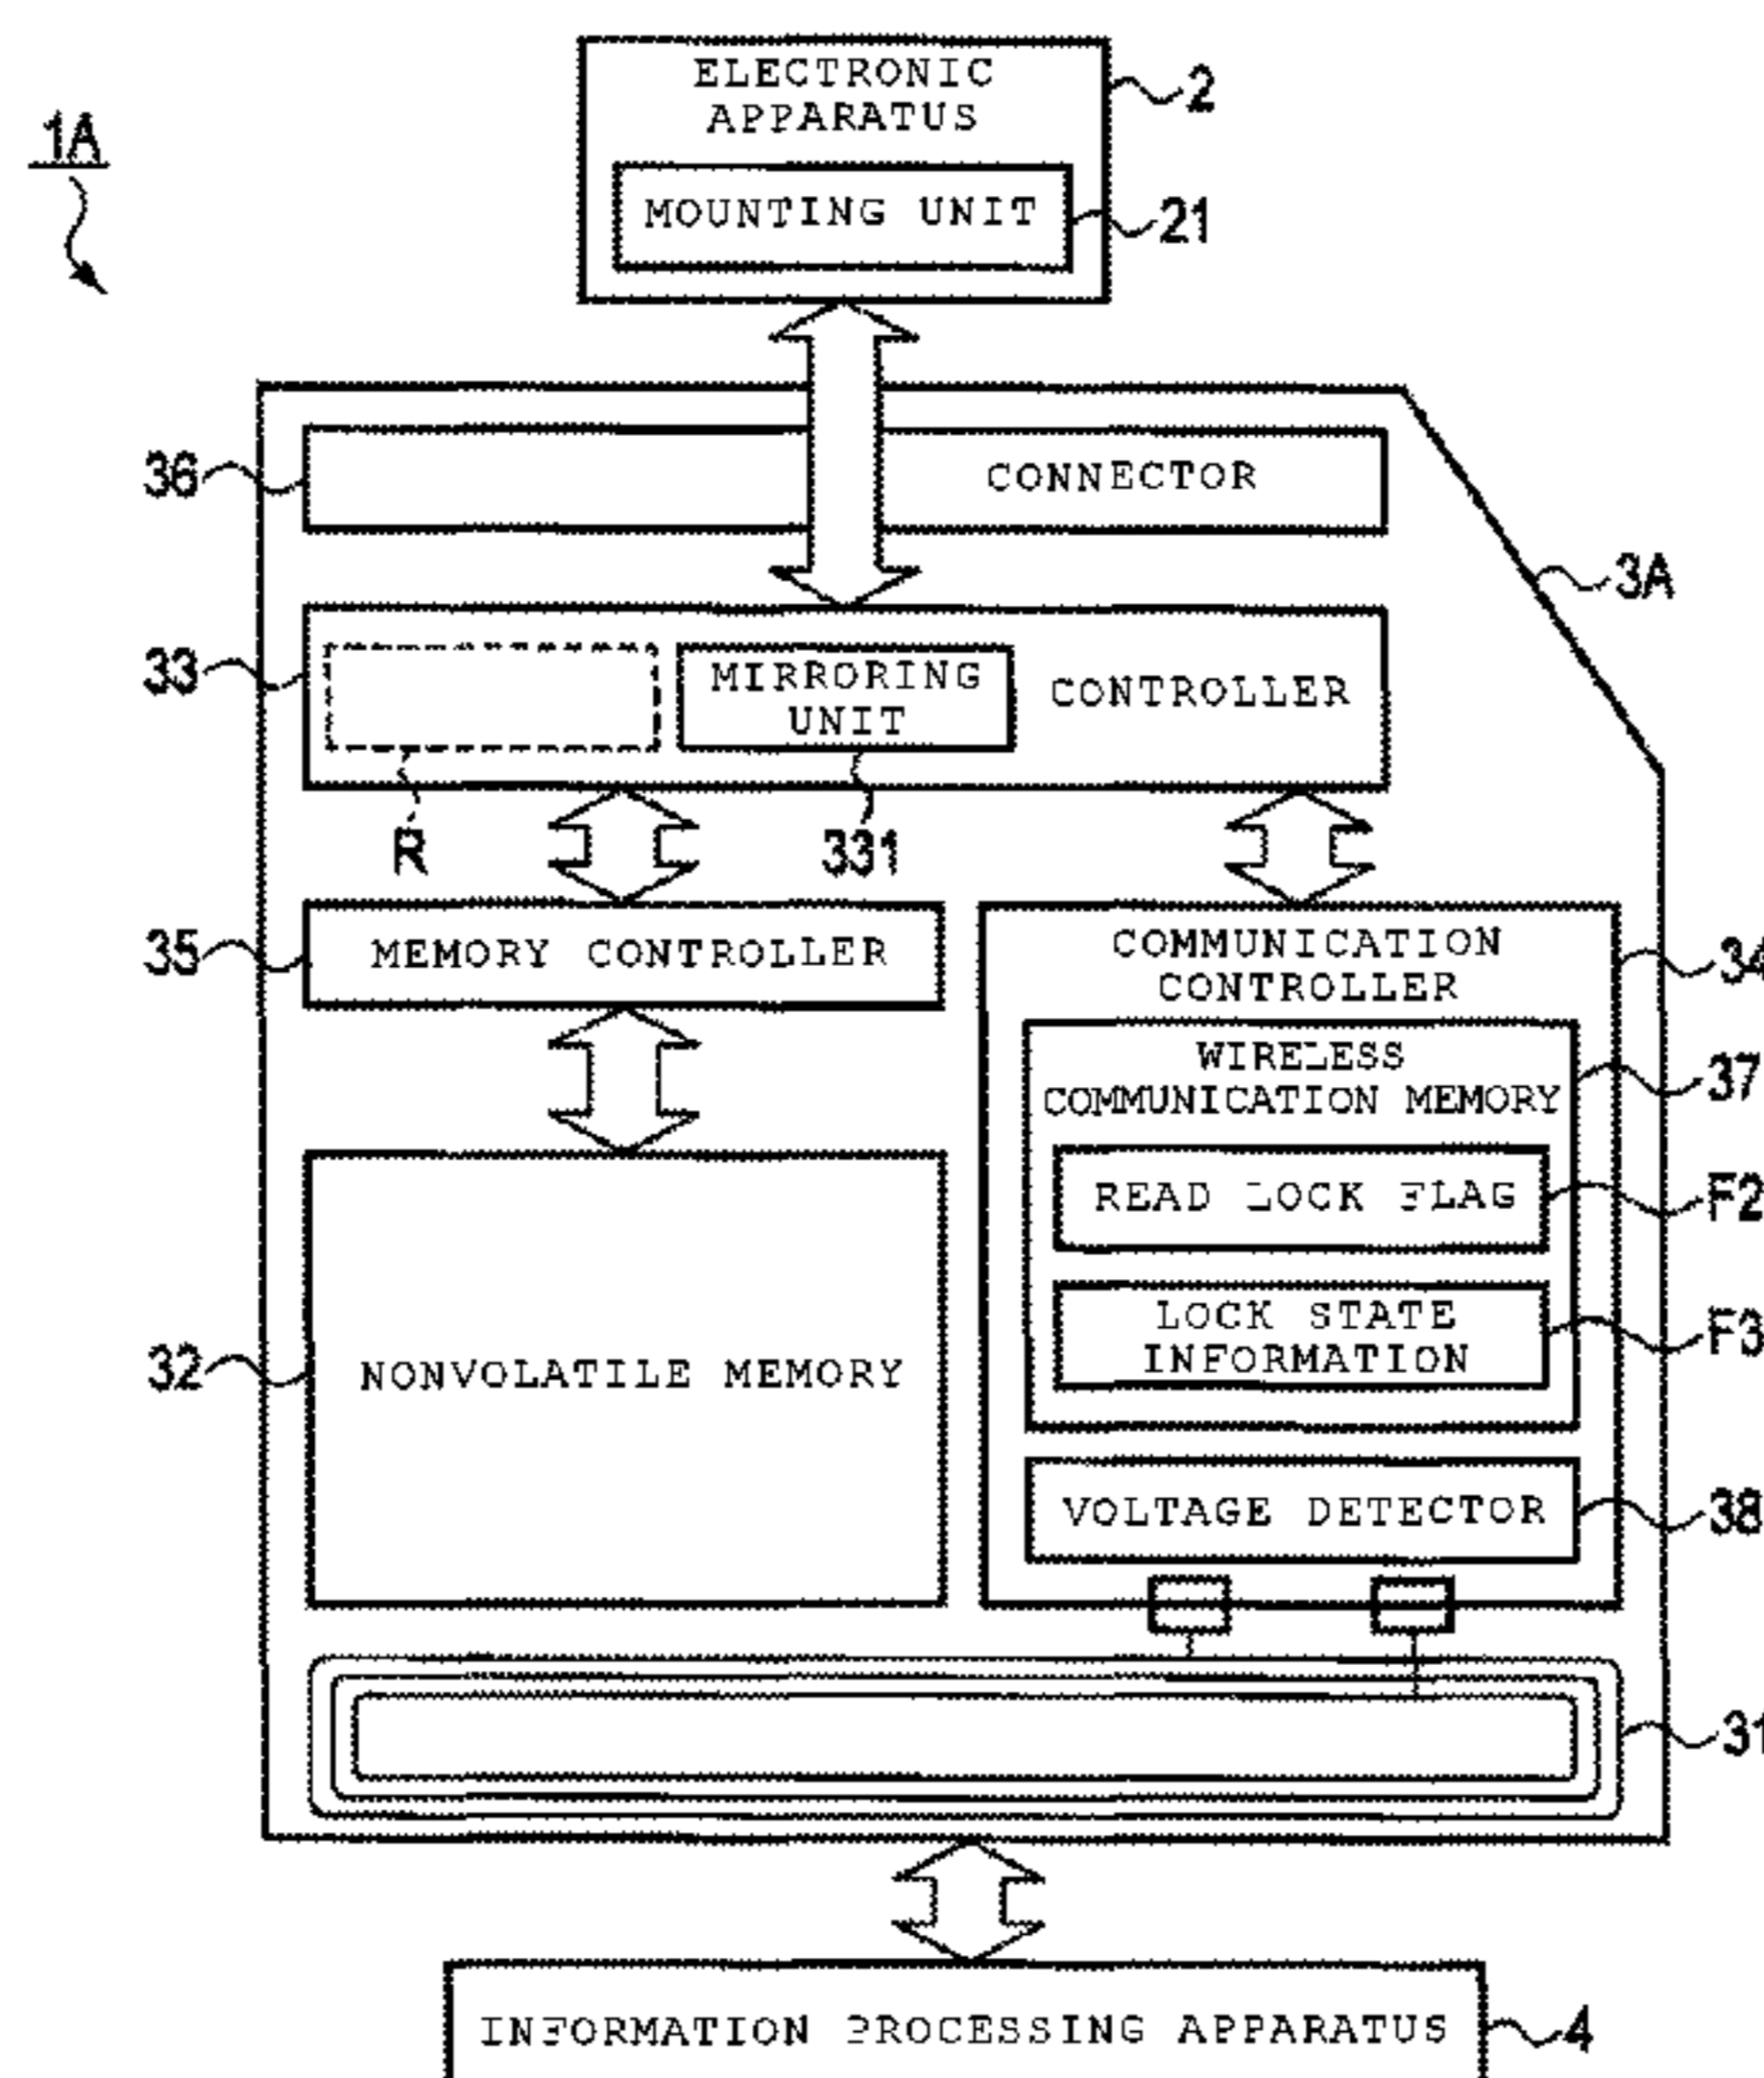 ELECTRONIC
APPARATUS
2
1A
MOUNTING UNIT
21
36
CONNECTOR
3A
33
MIRRORING
UNIT
CONTROLLER
R
331
35
MEMORY CONTROLLER
COMMUNICATION
CONTROLLER
34
WIRELESS
COMMUNICATION MEMORY
37
READ LOCK FLAG
F2
LOCK STATE
INFORMATION
F3
32
NONVOLATILE MEMORY
VOLTAGE DETECTOR
38
31
INFORMATION PROCESSING APPARATUS
4